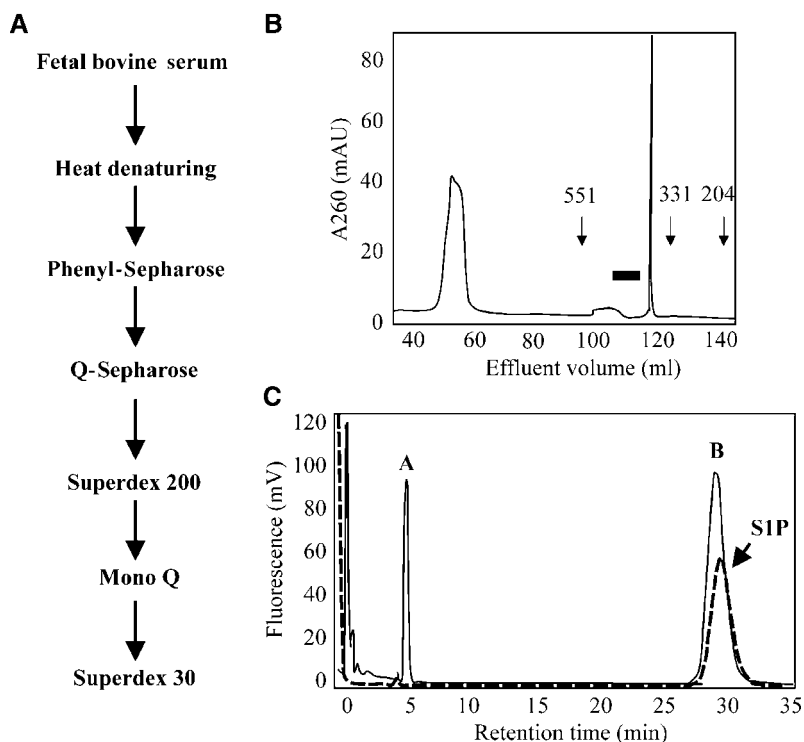 A
Fetal bovine serum
Heat denaturing
Phenyl-Sepharose
Q-Sepharose
Superdex 200
Mono Q
Superdex 30
B
A260 (mAU)
80
60
40
20
0
551
331
204
40
60
80
100
120
140
Effluent volume (ml)
C
Fluorescence (mV)
120
100
80
60
40
20
0
A
B
S1P
0
5
10
15
20
25
30
35
Retention time (min)